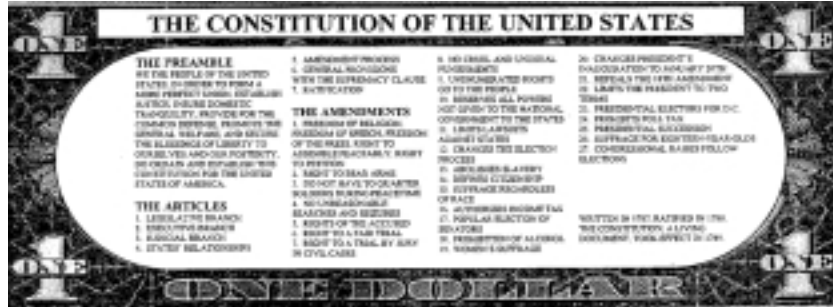 THE CONSTITUTION OF THE UNITED STATES
1
ONE
1
ONE
THE PREAMBLE
WE THE PEOPLE OF THE UNITED
STATES, IN ORDER TO FORM A
MORE PERFECT UNION, ESTABLISH
JUSTICE, INSURE DOMESTIC
TRANQUILITY, PROVIDE FOR THE
COMMON DEFENSE, PROMOTE THE
GENERAL WELFARE, AND SECURE
THE BLESSINGS OF LIBERTY TO
OURSELVES AND OUR POSTERITY,
DO ORDAIN AND ESTABLISH THIS
CONSTITUTION FOR THE UNITED
STATES OF AMERICA.
THE ARTICLES
1. LEGISLATIVE BRANCH
2. EXECUTIVE BRANCH
3. JUDICIAL BRANCH
4. STATES' RELATIONSHIPS
5. AMENDMENT PROCESS
6. GENERAL PROVISIONS
WITH THE SUPREMACY CLAUSE
7. RATIFICATION
THE AMENDMENTS
1. FREEDOM OF RELIGION,
FREEDOM OF SPEECH, FREEDOM
OF THE PRESS, RIGHT TO
ASSEMBLE PEACEABLY, RIGHT
TO PETITION
2. RIGHT TO BEAR ARMS
3. DO NOT HAVE TO QUARTER
SOLDIERS DURING PEACETIME
4. NO UNREASONABLE
SEARCHES AND SEIZURES
5. RIGHTS OF THE ACCUSED
6. RIGHT TO A FAIR TRIAL
7. RIGHT TO A TRIAL BY JURY
IN CIVIL CASES
8. NO CRUEL AND UNUSUAL
PUNISHMENTS
9. UNENUMERATED RIGHTS
GO TO THE PEOPLE
10. RESERVES ALL POWERS
NOT GIVEN TO THE NATIONAL
GOVERNMENT TO THE STATES
11. LIMITS LAWSUITS
AGAINST STATES
12. CHANGES THE ELECTION
PROCESS
13. ABOLISHES SLAVERY
14. DEFINES CITIZENSHIP
15. SUFFRAGE REGARDLESS
OF RACE
16. AUTHORIZES INCOME TAX
17. POPULAR ELECTION OF
SENATORS
18. PROHIBITION OF ALCOHOL
19. WOMEN'S SUFFRAGE
20. CHANGES PRESIDENT'S
INAUGURATION TO JANUARY 20TH
21. REPEALS THE 18TH AMENDMENT
22. LIMITS THE PRESIDENT TO TWO
TERMS
23. PRESIDENTIAL ELECTORS FOR D.C.
24. PROHIBITS POLL TAX
25. PRESIDENTIAL SUCCESSION
26. SUFFRAGE FOR EIGHTEEN-YEAR-OLDS
27. CONGRESSIONAL RAISES FOLLOW
ELECTIONS
WRITTEN IN 1787, RATIFIED IN 1788.
THE CONSTITUTION, A LIVING
DOCUMENT, TOOK EFFECT IN 1789.
1
ONE
1
ONE
ONE DOLLAR